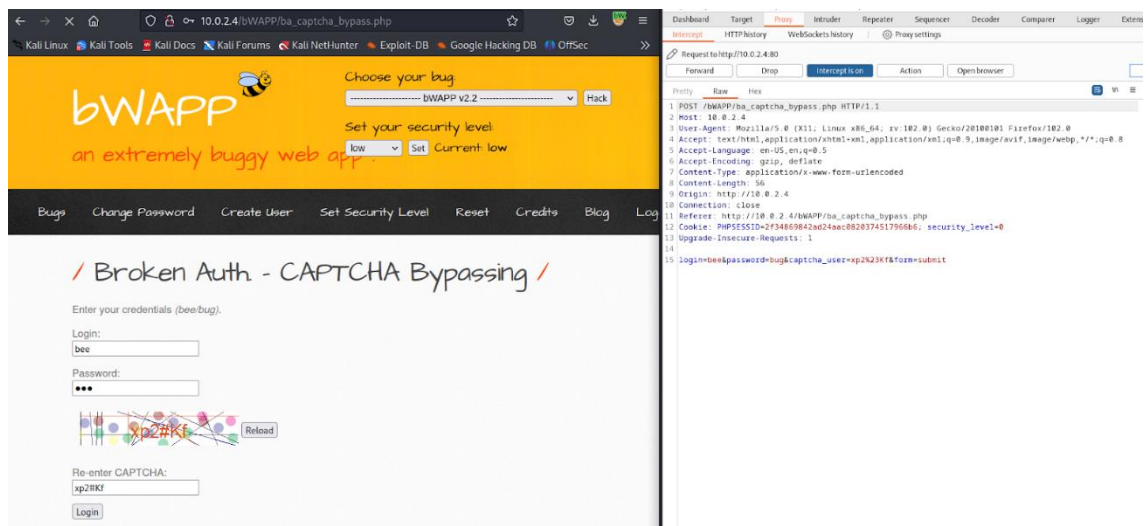 10.0.2.4/bWAPP/ba_captcha_bypass.php
Kali Linux Kali Tools Kali Docs Kali Forums Kali NetHunter Exploit-DB Google Hacking DB OffSec
bWAPP
an extremely buggy web app !
Choose your bug:
---------------------- bWAPP v2.2 ----------------------- Hack
Set your security level:
low Set Current: low
Bugs Change Password Create User Set Security Level Reset Credits Blog Log
/ Broken Auth. - CAPTCHA Bypassing /
Enter your credentials (bee/bug).
Login:
bee
Password:
●●●
xp2#Kf Reload
Re-enter CAPTCHA:
xp2#Kf
Login
Dashboard Target Proxy Intruder Repeater Sequencer Decoder Comparer Logger Extens
Intercept HTTP history WebSockets history Proxy settings
Request to http://10.0.2.4:80
Forward Drop Intercept is on Action Open browser
Pretty Raw Hex
1 POST /bWAPP/ba_captcha_bypass.php HTTP/1.1
2 Host: 10.0.2.4
3 User-Agent: Mozilla/5.0 (X11; Linux x86_64; rv:102.0) Gecko/20100101 Firefox/102.0
4 Accept: text/html,application/xhtml+xml,application/xml;q=0.9,image/avif,image/webp,*/*;q=0.8
5 Accept-Language: en-US,en;q=0.5
6 Accept-Encoding: gzip, deflate
7 Content-Type: application/x-www-form-urlencoded
8 Content-Length: 56
9 Origin: http://10.0.2.4
10 Connection: close
11 Referer: http://10.0.2.4/bWAPP/ba_captcha_bypass.php
12 Cookie: PHPSESSID=2f34869842ad24aac0820374517966b6; security_level=0
13 Upgrade-Insecure-Requests: 1
14
15 login=bee&password=bug&captcha_user=xp2%23Kf&form=submit